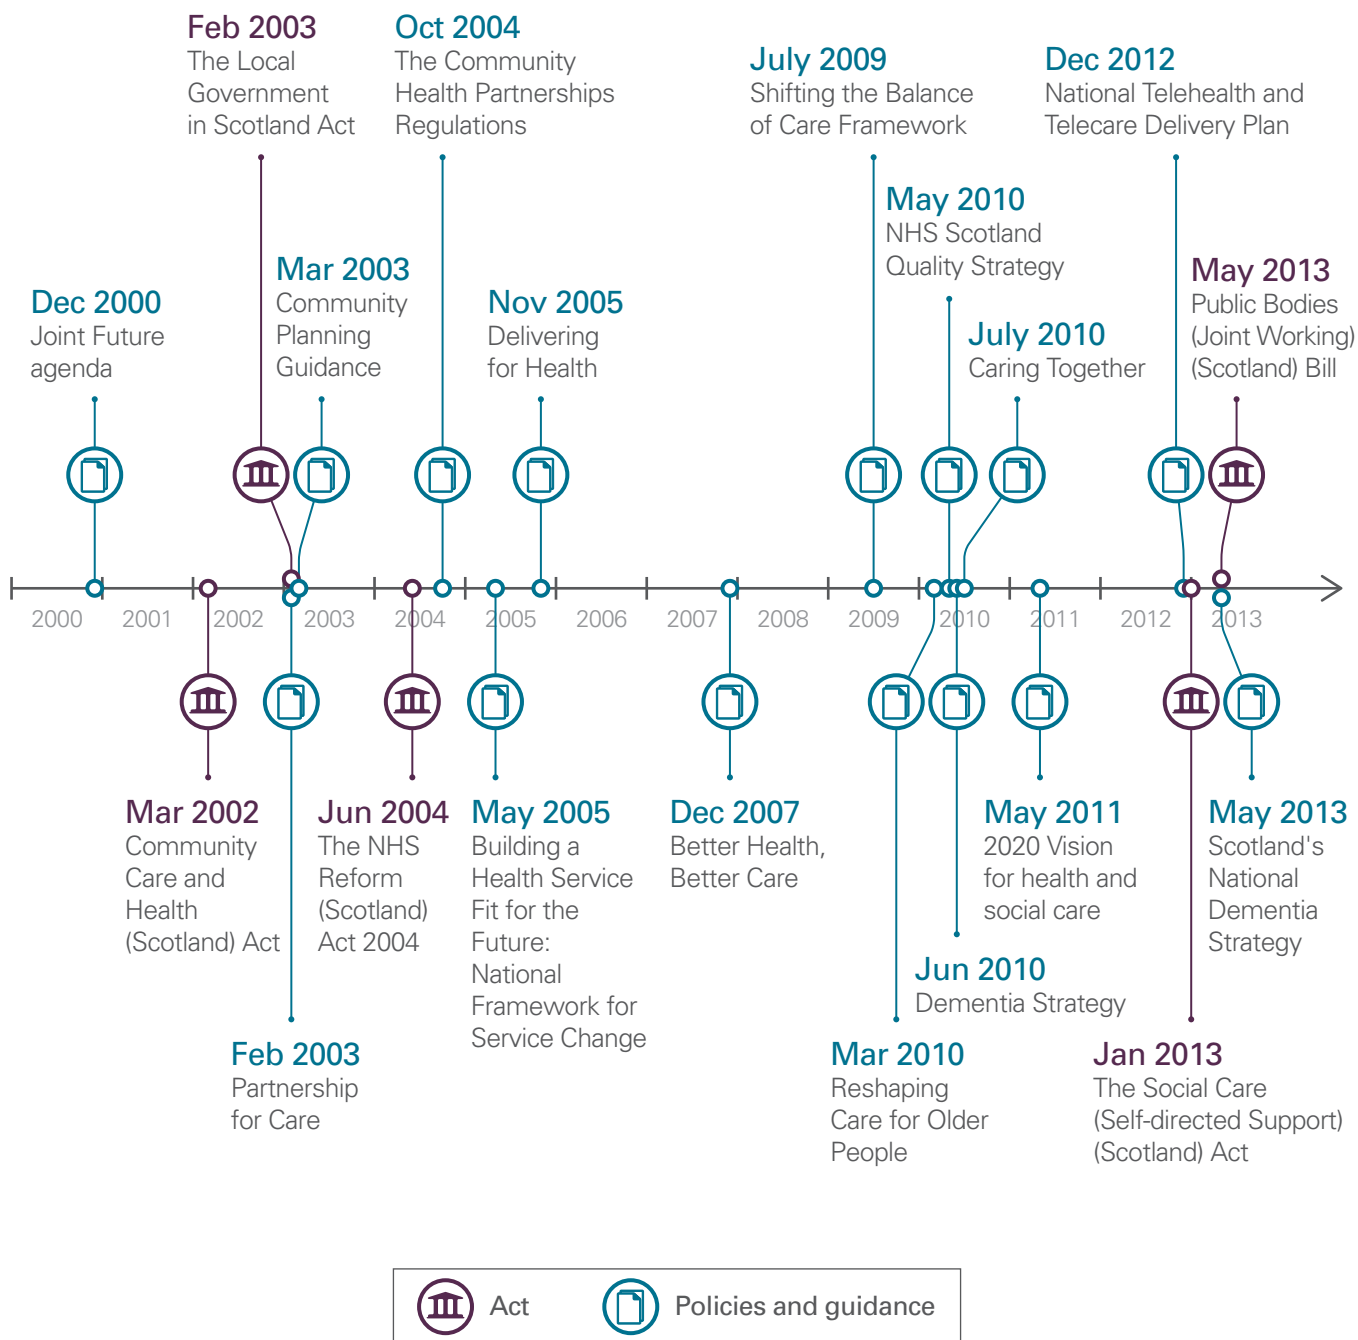 Feb 2003
The Local
Government
in Scotland Act
Oct 2004
The Community
Health Partnerships
Regulations
July 2009
Shifting the Balance
of Care Framework
Dec 2012
National Telehealth and
Telecare Delivery Plan
May 2010
NHS Scotland
Quality Strategy
Mar 2003
Community
Planning
Guidance
May 2013
Public Bodies
(Joint Working)
(Scotland) Bill
Dec 2000
Joint Future
agenda
Nov 2005
Delivering
for Health
July 2010
Caring Together
2000
2001
2002
2003
2004
2005
2006
2007
2008
2009
2010
2011
2012
2013
Mar 2002
Community
Care and
Health
(Scotland) Act
Jun 2004
The NHS
Reform
(Scotland)
Act 2004
May 2005
Building a
Health Service
Fit for the
Future:
National
Framework for
Service Change
Dec 2007
Better Health,
Better Care
May 2011
2020 Vision
for health and
social care
May 2013
Scotland's
National
Dementia
Strategy
Jun 2010
Dementia Strategy
Feb 2003
Partnership
for Care
Mar 2010
Reshaping
Care for Older
People
Jan 2013
The Social Care
(Self-directed Support)
(Scotland) Act
Act
Policies and guidance